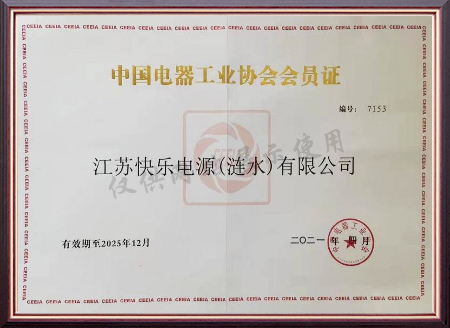 中国电器工业协会会员证
编号: 7153
江苏快乐电源(涟水)有限公司
有效期至2025年12月
二〇二一年四月